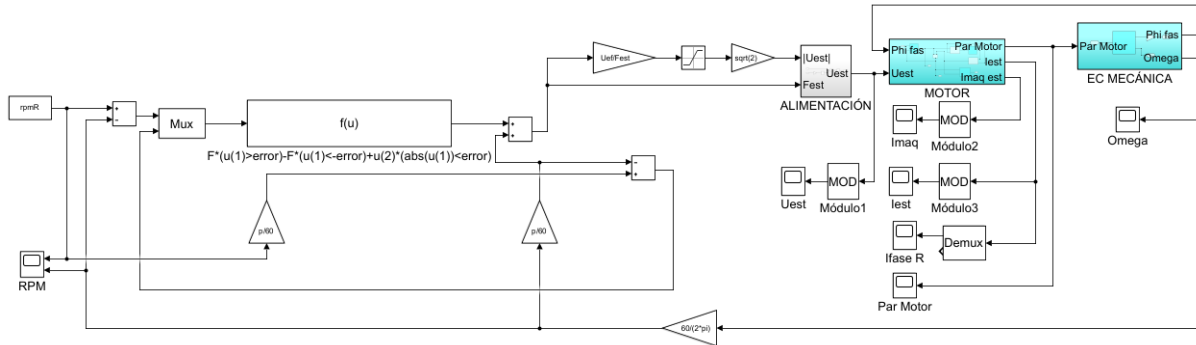 Phi fas
Par Motor
Iest
Uest
Imaq est
MOTOR
Par Motor
Phi fas
Omega
EC MECÁNICA
Uef/Fest
sqrt(2)
|Uest|
Uest
Fest
ALIMENTACIÓN
rpmR
+
-
Mux
f(u)
F*(u(1)>error)-F*(u(1)<-error)+u(2)*(abs(u(1))<error)
+
+
MOD
Imaq
Módulo2
Omega
-
+
MOD
Uest
Módulo1
MOD
Iest
Módulo3
p/60
p/60
Demux
Ifase R
RPM
Par Motor
60/(2*pi)